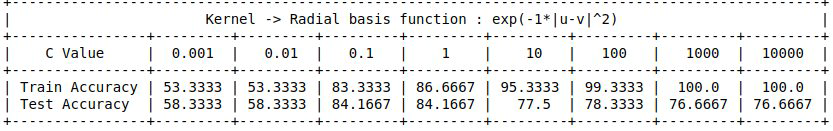 +-----------------------------------------------------------------------------------------------+
|                       Kernel -> Radial basis function : exp(-1*|u-v|^2)                       |
+----------------+---------+---------+---------+---------+---------+---------+---------+---------+
|    C Value     |  0.001  |   0.01  |   0.1   |    1    |    10   |   100   |   1000  |  10000  |
+----------------+---------+---------+---------+---------+---------+---------+---------+---------+
| Train Accuracy | 53.3333 | 53.3333 | 83.3333 | 86.6667 | 95.3333 | 99.3333 |  100.0  |  100.0  |
| Test Accuracy  | 58.3333 | 58.3333 | 84.1667 | 84.1667 |   77.5  | 78.3333 | 76.6667 | 76.6667 |
+----------------+---------+---------+---------+---------+---------+---------+---------+---------+